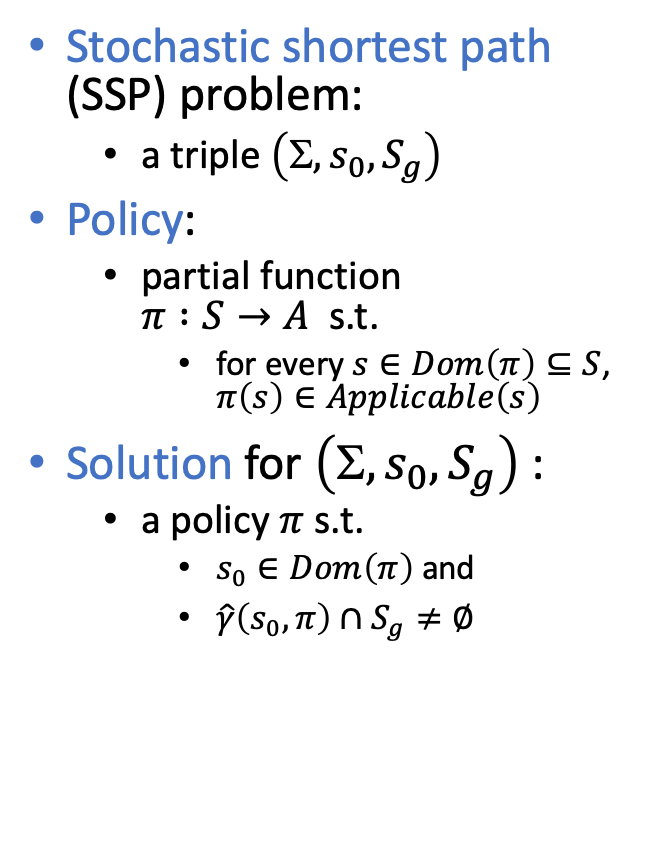 • Stochastic shortest path
(SSP) problem:
• a triple (Σ, s₀, S_g)
• Policy:
• partial function
π : S → A s.t.
• for every s ∈ Dom(π) ⊆ S,
π(s) ∈ Applicable(s)
• Solution for (Σ, s₀, S_g) :
• a policy π s.t.
• s₀ ∈ Dom(π) and
• γ̂(s₀, π) ∩ S_g ≠ ∅